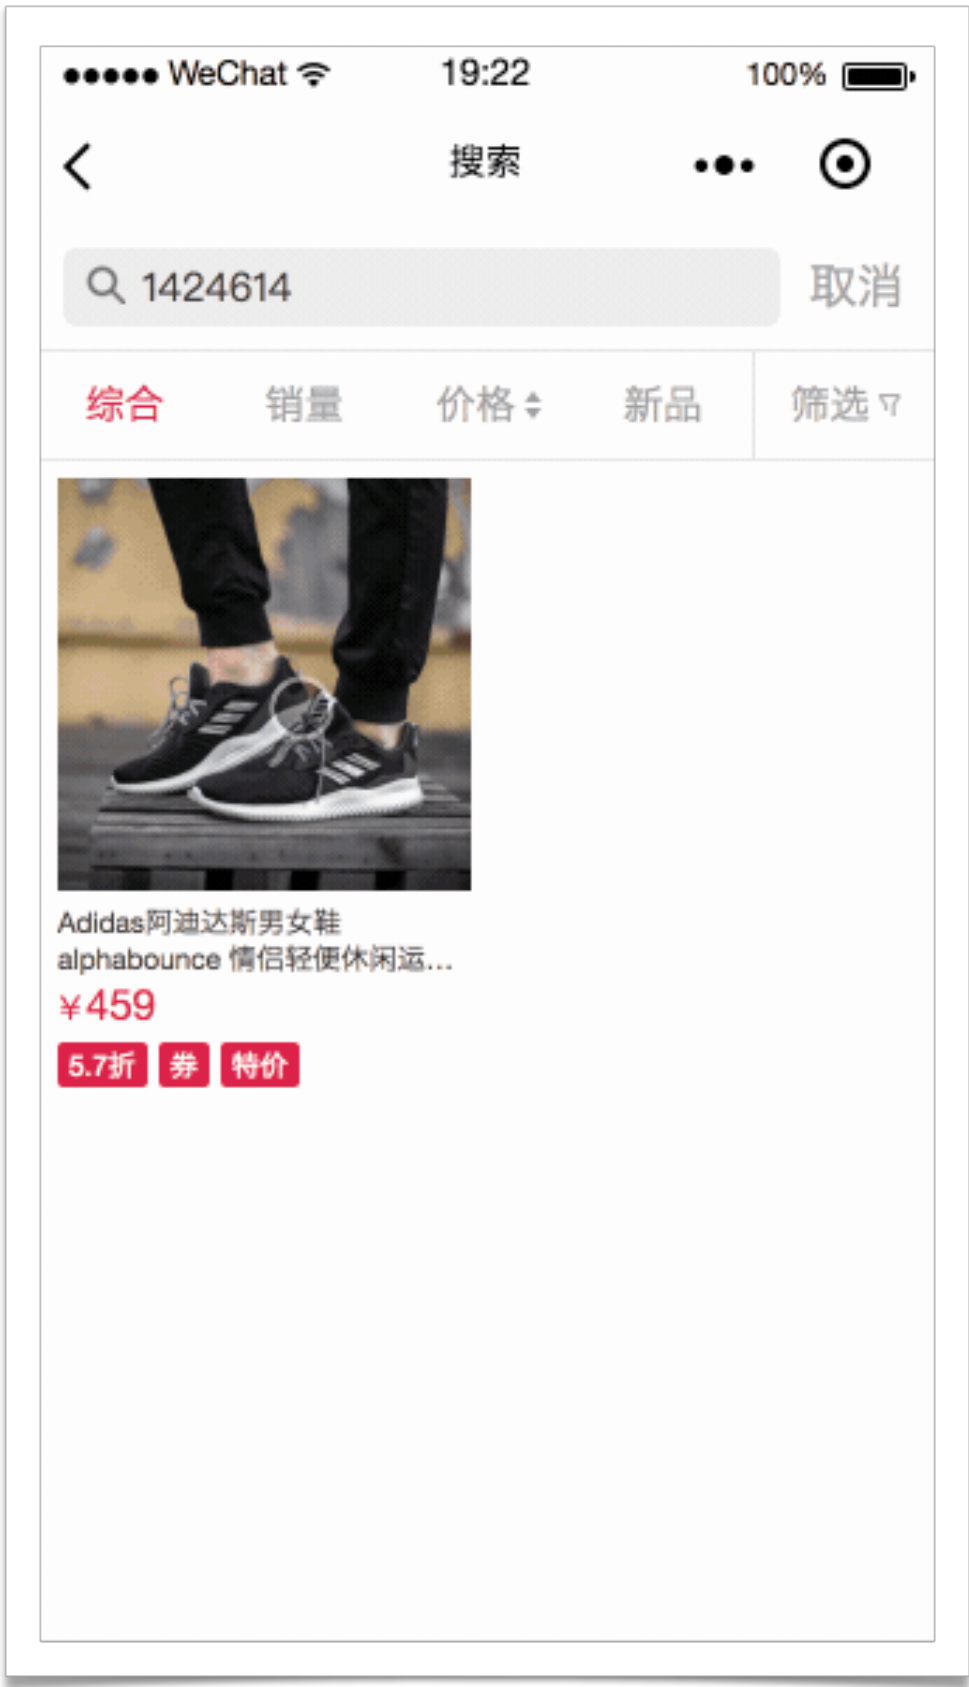 ●●●●● WeChat 19:22 100%
搜索
1424614 取消
综合 销量 价格 新品 筛选
Adidas阿迪达斯男女鞋
alphabounce 情侣轻便休闲运...
¥459
5.7折 券 特价